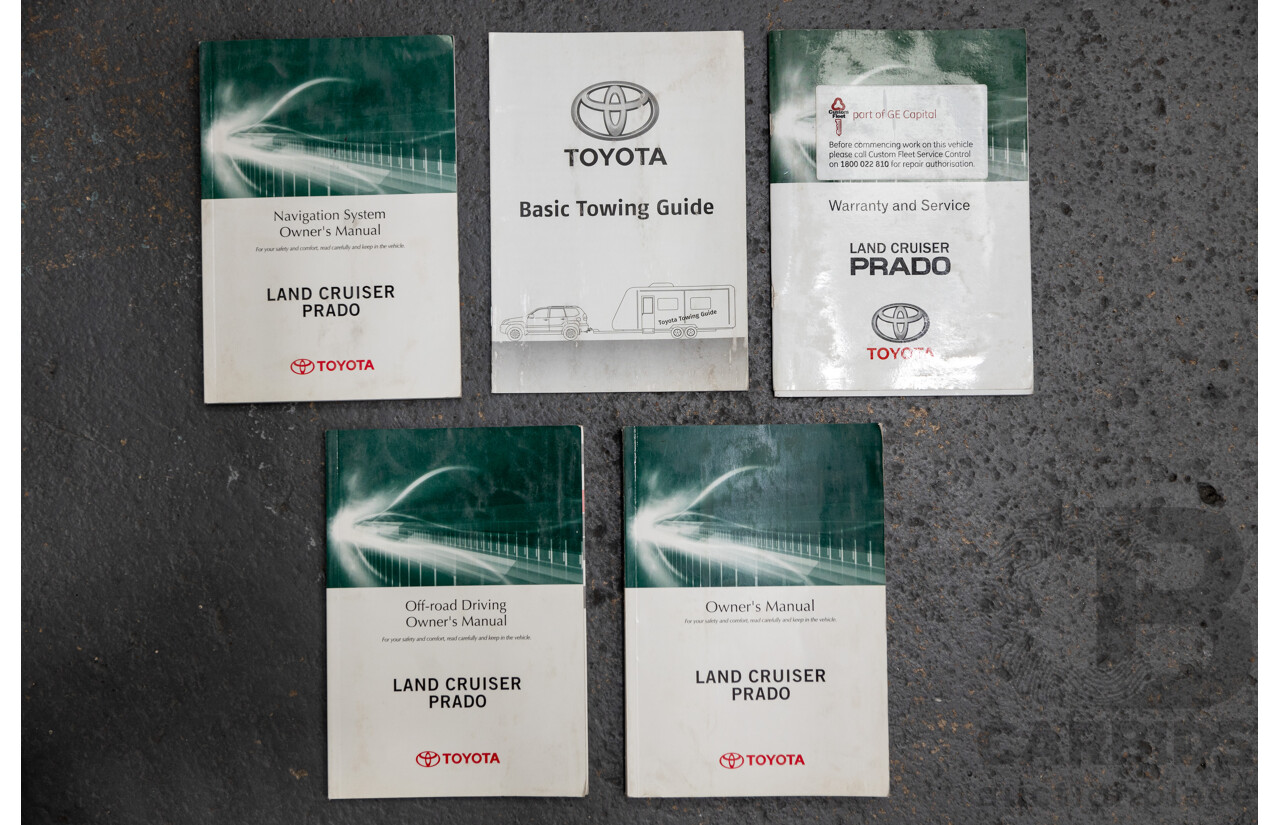 Navigation System
Owner's Manual
For your safety and comfort, read carefully and keep in the vehicle.
LAND CRUISER
PRADO
TOYOTA
TOYOTA
Basic Towing Guide
Toyota Towing Guide
Custom
Fleet
part of GE Capital
Before commencing work on this vehicle
please call Custom Fleet Service Control
on 1800 022 810 for repair authorisation.
Warranty and Service
LAND CRUISER
PRADO
TOYOTA
Off-road Driving
Owner's Manual
For your safety and comfort, read carefully and keep in the vehicle.
LAND CRUISER
PRADO
TOYOTA
Owner's Manual
For your safety and comfort, read carefully and keep in the vehicle.
LAND CRUISER
PRADO
TOYOTA
B